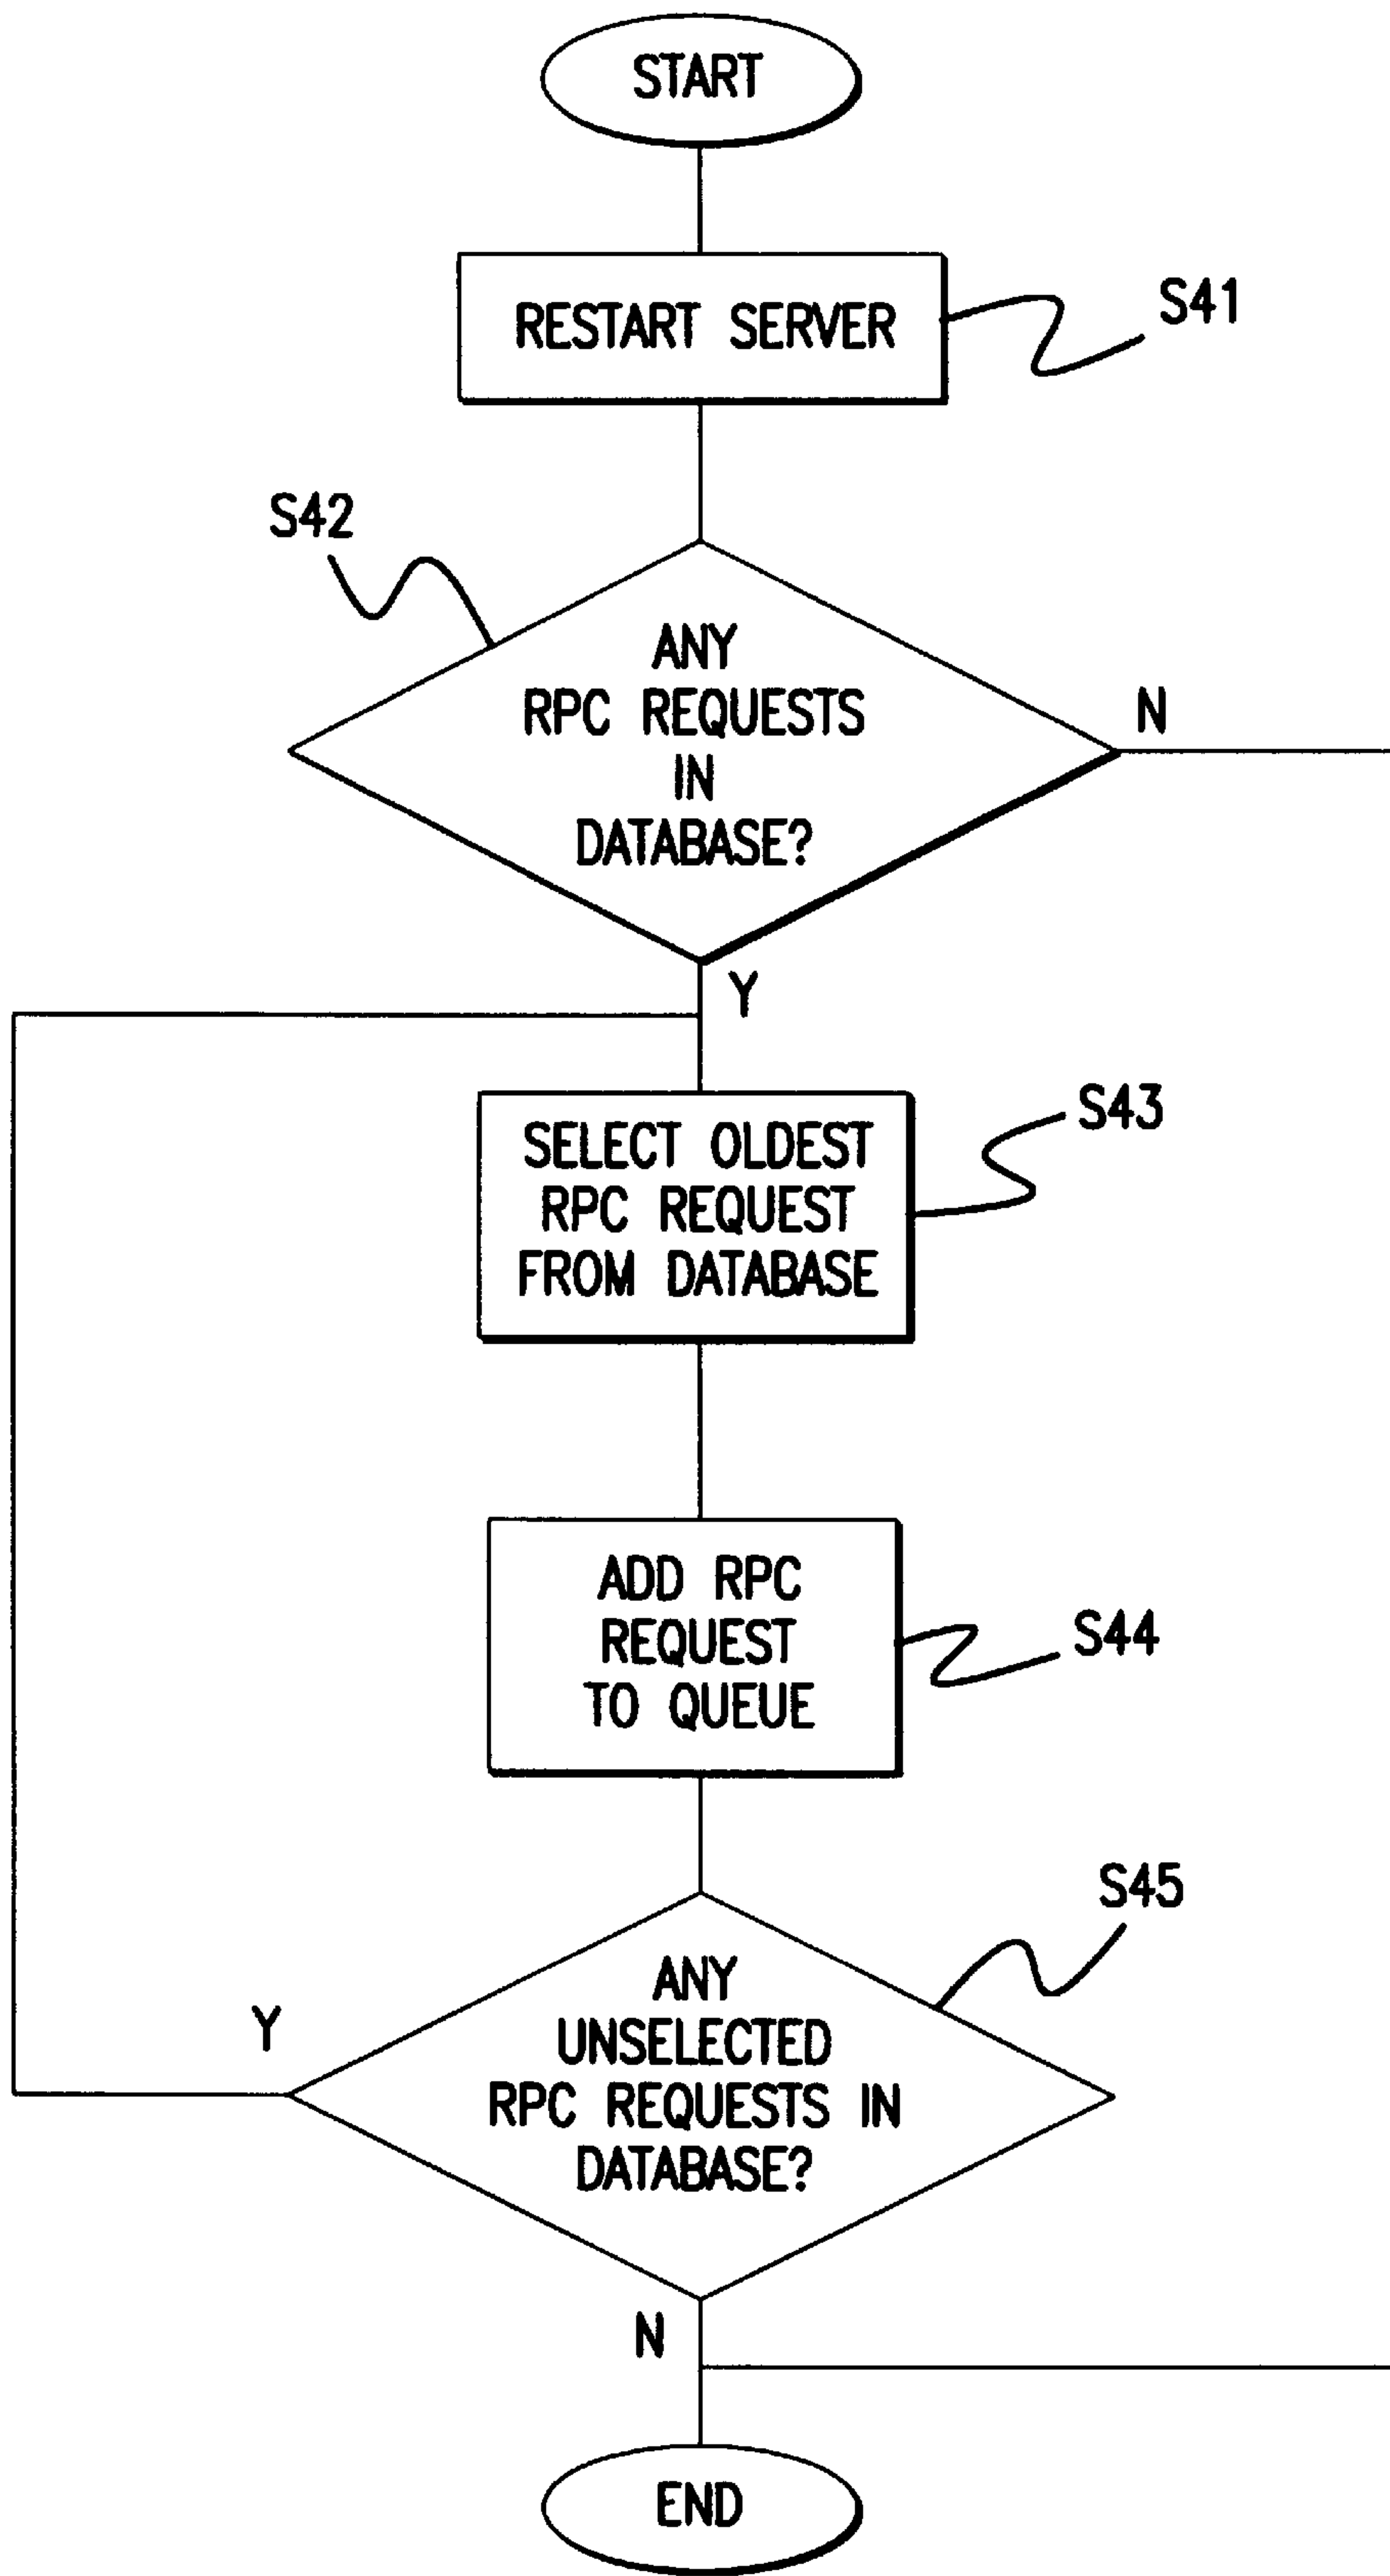 START
RESTART SERVER
S41
S42
ANY
RPC REQUESTS
IN
DATABASE?
N
Y
SELECT OLDEST
RPC REQUEST
FROM DATABASE
S43
ADD RPC
REQUEST
TO QUEUE
S44
S45
ANY
UNSELECTED
RPC REQUESTS IN
DATABASE?
Y
N
END